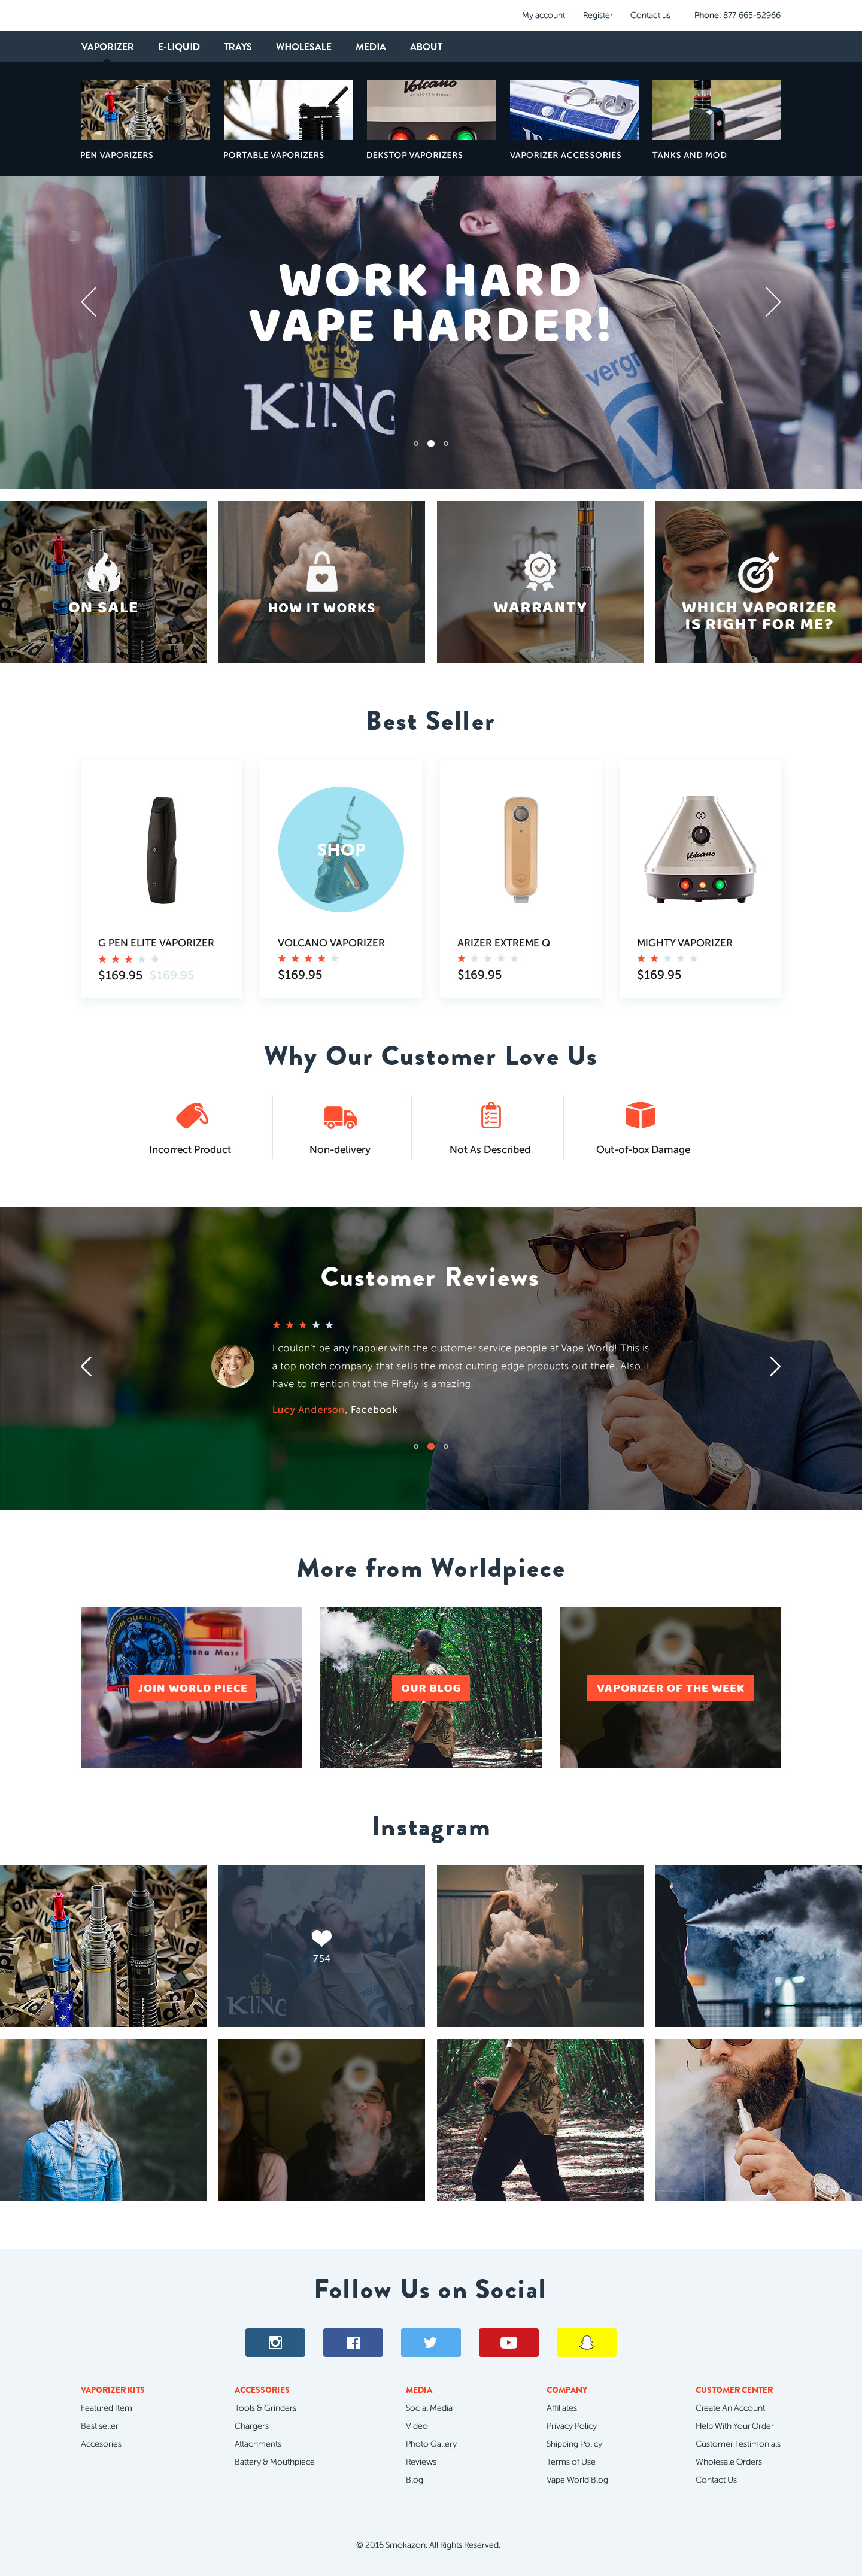 My account Register Contact us Phone: 877 665-52966
VAPORIZER E-LIQUID TRAYS WHOLESALE MEDIA ABOUT
Volcano
PEN VAPORIZERS PORTABLE VAPORIZERS DEKSTOP VAPORIZERS VAPORIZER ACCESSORIES TANKS AND MOD
WORK HARD
VAPE HARDER!
KING
vergr
ON SALE
HOW IT WORKS
WARRANTY
WHICH VAPORIZER
IS RIGHT FOR ME?
Best Seller
SHOP
Volcano
G PEN ELITE VAPORIZER
$169.95 $169.95
VOLCANO VAPORIZER
$169.95
ARIZER EXTREME Q
$169.95
MIGHTY VAPORIZER
$169.95
Why Our Customer Love Us
Incorrect Product
Non-delivery
Not As Described
Out-of-box Damage
Customer Reviews
I couldn't be any happier with the customer service people at Vape World! This is
a top notch company that sells the most cutting edge products out there. Also, I
have to mention that the Firefly is amazing!
Lucy Anderson, Facebook
More from Worldpiece
JOIN WORLD PIECE
OUR BLOG
VAPORIZER OF THE WEEK
Instagram
754
KING
Follow Us on Social
VAPORIZER KITS
Featured Item
Best seller
Accesories
ACCESSORIES
Tools & Grinders
Chargers
Attachments
Battery & Mouthpiece
MEDIA
Social Media
Video
Photo Gallery
Reviews
Blog
COMPANY
Affiliates
Privacy Policy
Shipping Policy
Terms of Use
Vape World Blog
CUSTOMER CENTER
Create An Account
Help With Your Order
Customer Testimonials
Wholesale Orders
Contact Us
© 2016 Smokazon. All Rights Reserved.